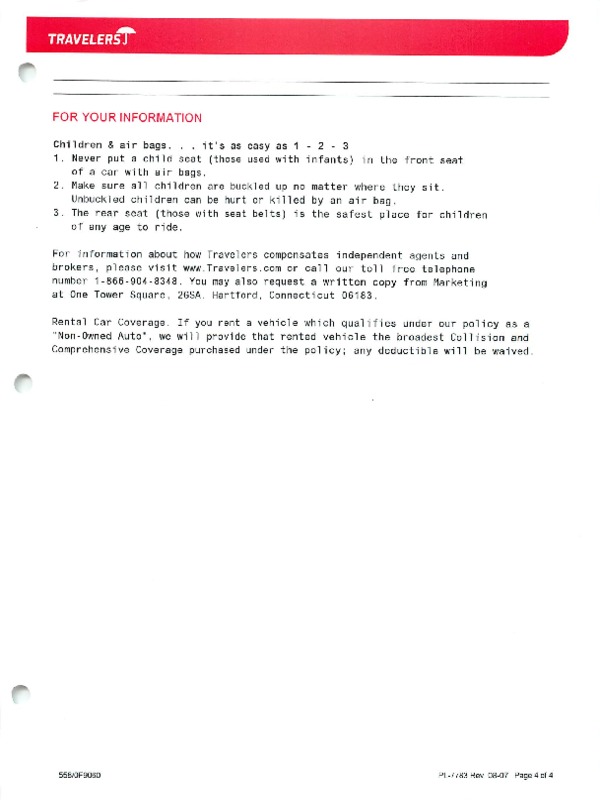 TRAVELERS
FOR YOUR INFORMATION
Children & air bags. . . it's as easy as 1 - 2 - 3
1. Never put a child seat (those used with infants) in the front seat
of a car with air bags.
2. Make sure all children are buckled up no matter where they sit.
Unbuckled children can be hurt or killed by an air bag.
3. The rear seat (those with seat belts) is the safest place for children
of any age to ride.
For information about how Travelers compensates independent agents and
brokers, please visit www.Travelers.com or call our toll free telephone
number 1-866-904-8348. You may also request a written copy from Marketing
at One Tower Square, 2GSA, Hartford, Connecticut 06183.
Rental Car Coverage. If you rent a vehicle which qualifies under our policy as a
"Non-Owned Auto", we will provide that rented vehicle the broadest Collision and
Comprehensive Coverage purchased under the policy; any deductible will be waived.
PL-7783 Rev. 08-07 Page 4 of 4